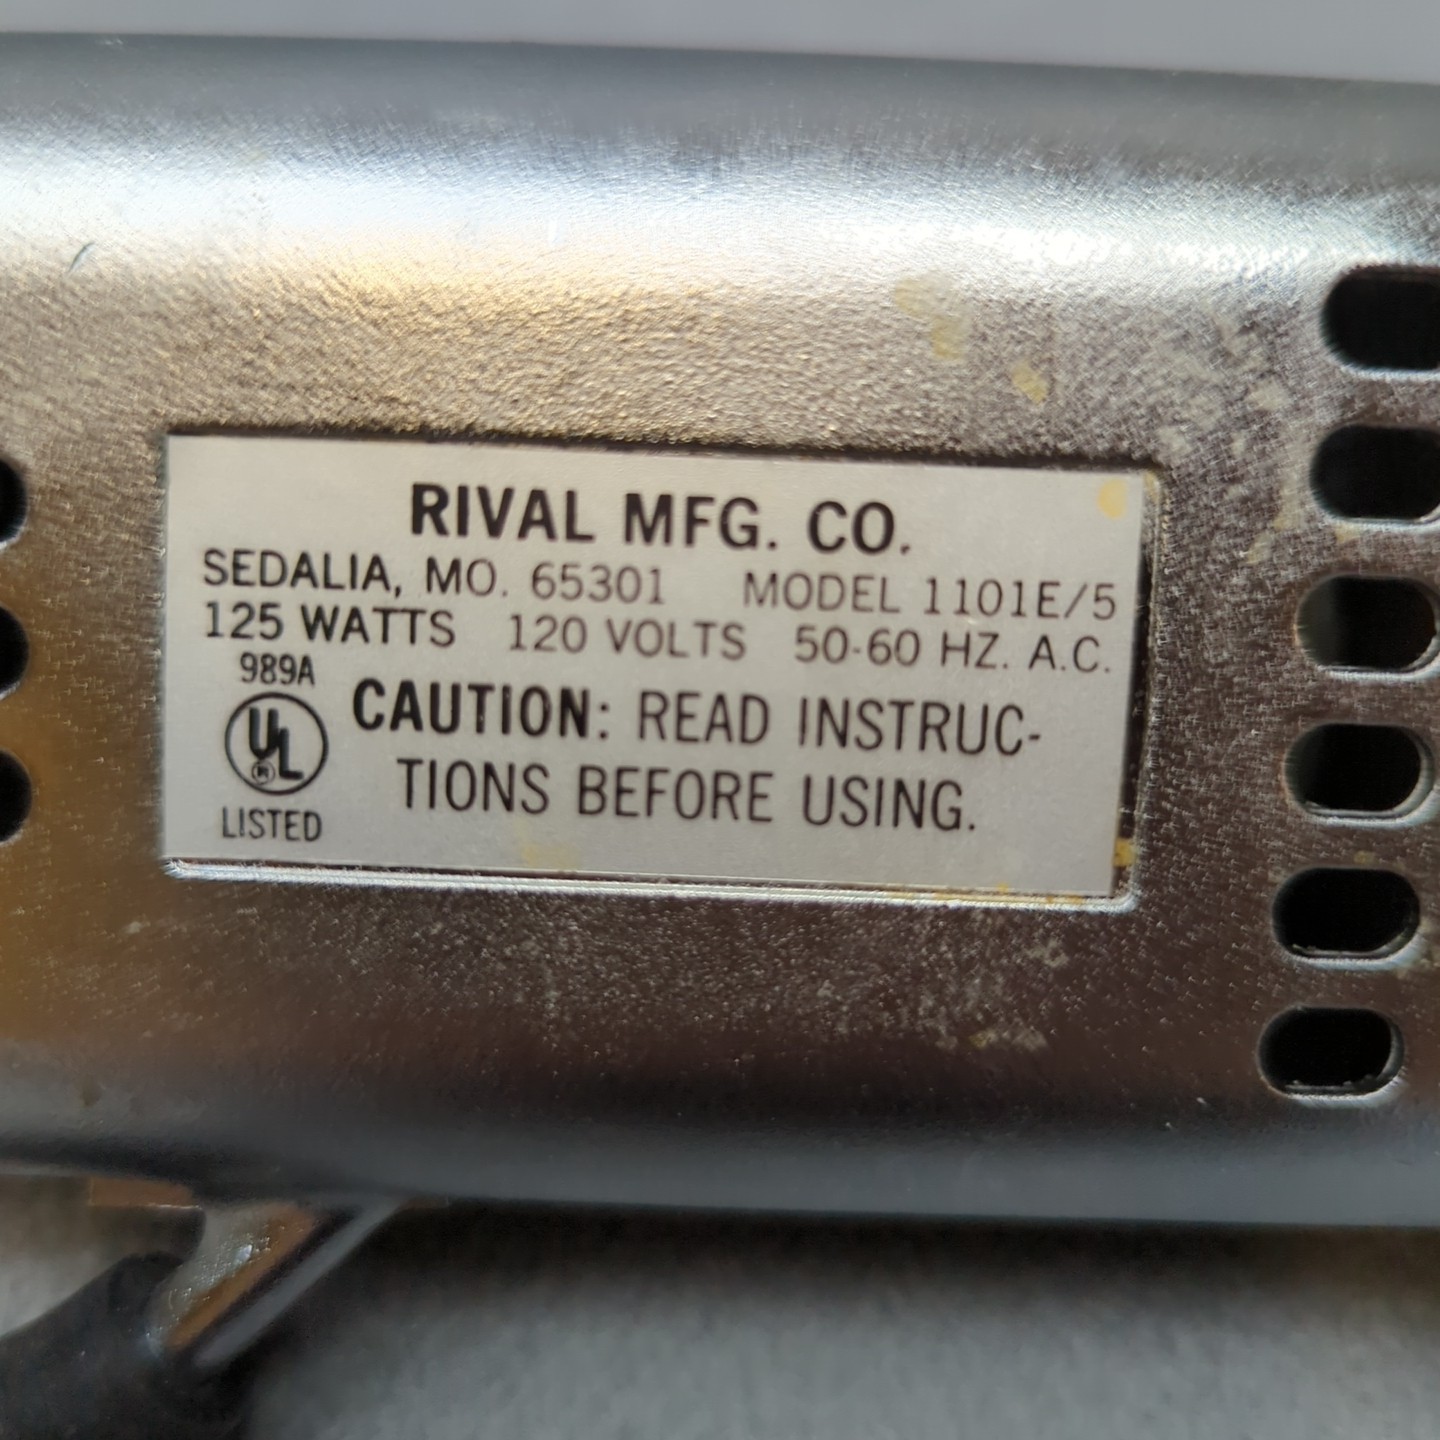 RIVAL MFG. CO.
SEDALIA, MO. 65301 MODEL 1101E/5
125 WATTS 120 VOLTS 50-60 HZ. A.C.
989A
UL
CAUTION: READ INSTRUC-
TIONS BEFORE USING.
LISTED